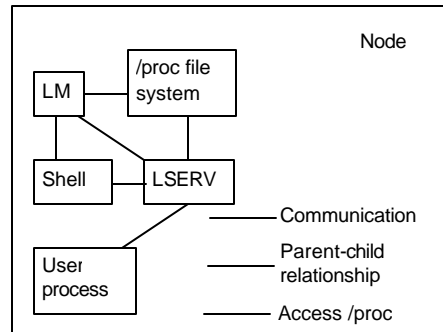 Node
/proc file
system
LM
Shell
LSERV
Communication
User
process
Parent-child
relationship
Access /proc